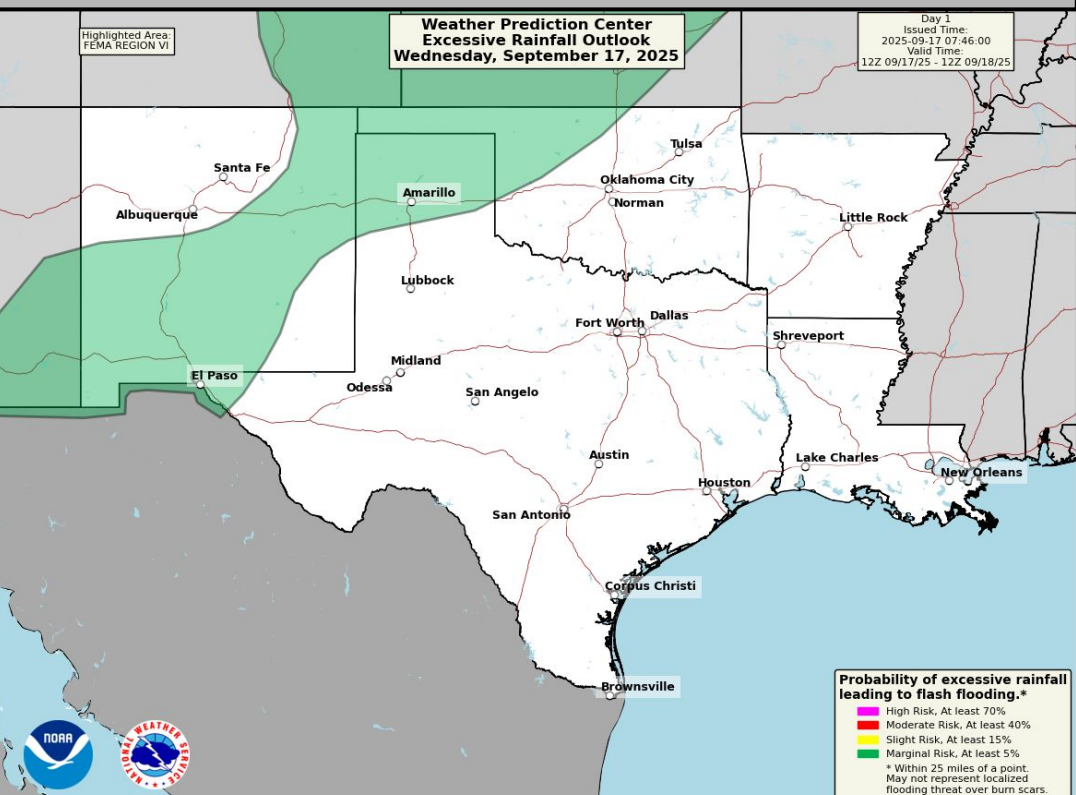 Highlighted Area:
FEMA REGION VI
Weather Prediction Center
Excessive Rainfall Outlook
Wednesday, September 17, 2025
Day 1
Issued Time:
2025-09-17 07:46:00
Valid Time:
12Z 09/17/25 - 12Z 09/18/25
Tulsa
Santa Fe
Oklahoma City
Amarillo
Norman
Albuquerque
Little Rock
Lubbock
Dallas
Fort Worth
Shreveport
Midland
El Paso
Odessa
San Angelo
Austin
Lake Charles
New Orleans
Houston
San Antonio
Corpus Christi
Brownsville
Probability of excessive rainfall
leading to flash flooding.*
High Risk, At least 70%
Moderate Risk, At least 40%
Slight Risk, At least 15%
Marginal Risk, At least 5%
* Within 25 miles of a point.
May not represent localized
flooding threat over burn scars.
NOAA
NATIONAL WEATHER SERVICE